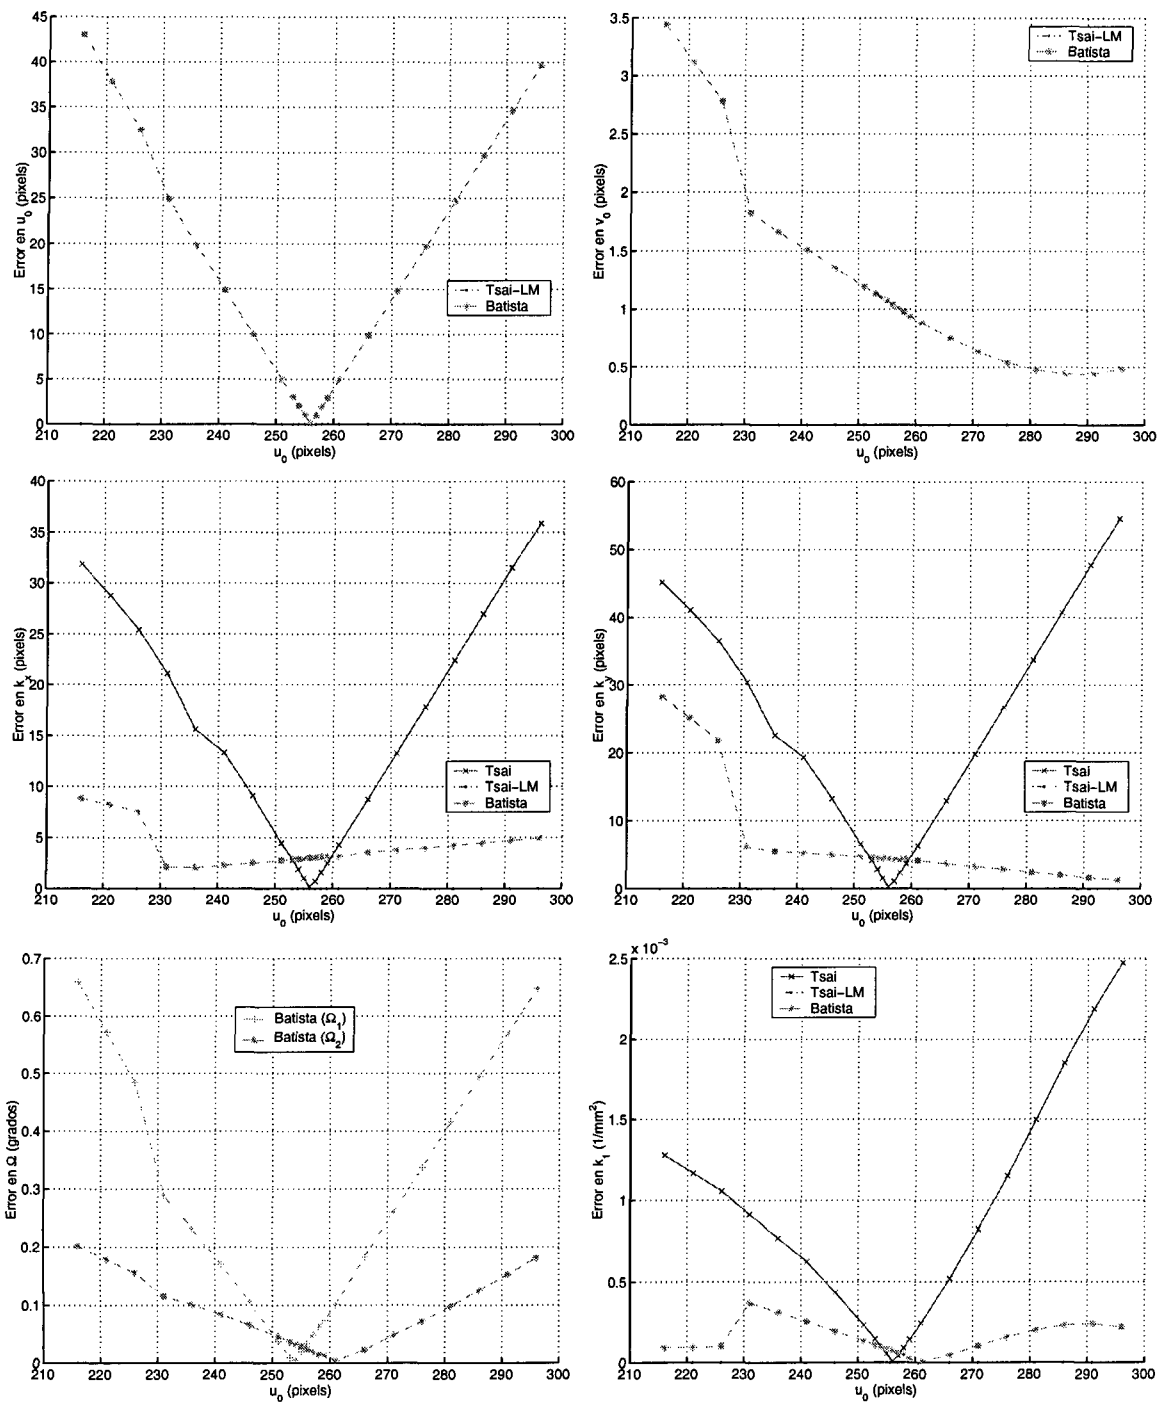 45
40
35
30
25
20
15
10
5
0
210 220 230 240 250 260 270 280 290 300
Error en u0 (pixels)
u0 (pixels)
Tsai-LM
Batista
3.5
3
2.5
2
1.5
1
0.5
0
210 220 230 240 250 260 270 280 290 300
Error en v0 (pixels)
u0 (pixels)
Tsai-LM
Batista
40
35
30
25
20
15
10
5
0
210 220 230 240 250 260 270 280 290 300
Error en kx (pixels)
u0 (pixels)
Tsai
Tsai-LM
Batista
60
50
40
30
20
10
0
210 220 230 240 250 260 270 280 290 300
Error en ky (pixels)
u0 (pixels)
Tsai
Tsai-LM
Batista
0.7
0.6
0.5
0.4
0.3
0.2
0.1
0
210 220 230 240 250 260 270 280 290 300
Error en Ω (grados)
u0 (pixels)
Batista (Ω1)
Batista (Ω2)
x 10⁻³
2.5
2
1.5
1
0.5
0
210 220 230 240 250 260 270 280 290 300
Error en k1 (1/mm²)
u0 (pixels)
Tsai
Tsai-LM
Batista